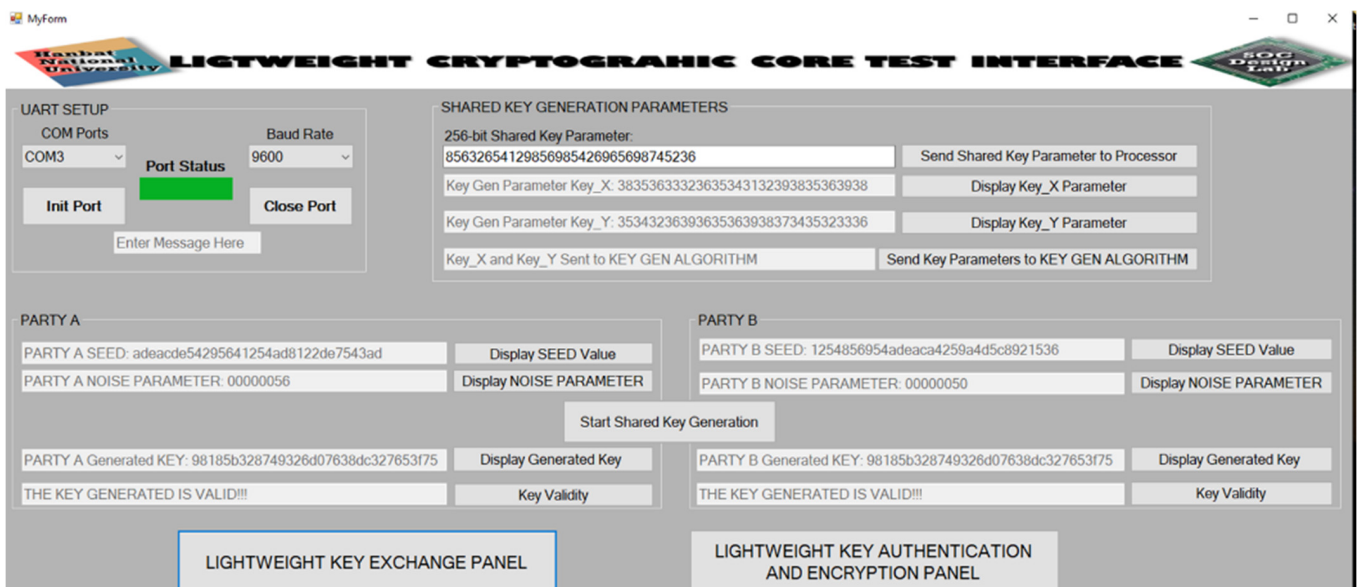 MyForm
Hanbat
National
University
LIGTWEIGHT CRYPTOGRAHIC CORE TEST INTERFACE
SOC
Design
Lab
UART SETUP
COM Ports
Baud Rate
COM3
Port Status
9600
Init Port
Close Port
Enter Message Here
SHARED KEY GENERATION PARAMETERS
256-bit Shared Key Parameter:
85632654129856985426965698745236
Send Shared Key Parameter to Processor
Key Gen Parameter Key_X: 38353633323635343132393835363938
Display Key_X Parameter
Key Gen Parameter Key_Y: 35343236393635363938373435323336
Display Key_Y Parameter
Key_X and Key_Y Sent to KEY GEN ALGORITHM
Send Key Parameters to KEY GEN ALGORITHM
PARTY A
PARTY A SEED: adeacde54295641254ad8122de7543ad
Display SEED Value
PARTY A NOISE PARAMETER: 00000056
Display NOISE PARAMETER
PARTY B
PARTY B SEED: 1254856954adeaca4259a4d5c8921536
Display SEED Value
PARTY B NOISE PARAMETER: 00000050
Display NOISE PARAMETER
Start Shared Key Generation
PARTY A Generated KEY: 98185b328749326d07638dc327653f75
Display Generated Key
THE KEY GENERATED IS VALID!!!
Key Validity
PARTY B Generated KEY: 98185b328749326d07638dc327653f75
Display Generated Key
THE KEY GENERATED IS VALID!!!
Key Validity
LIGHTWEIGHT KEY EXCHANGE PANEL
LIGHTWEIGHT KEY AUTHENTICATION
AND ENCRYPTION PANEL